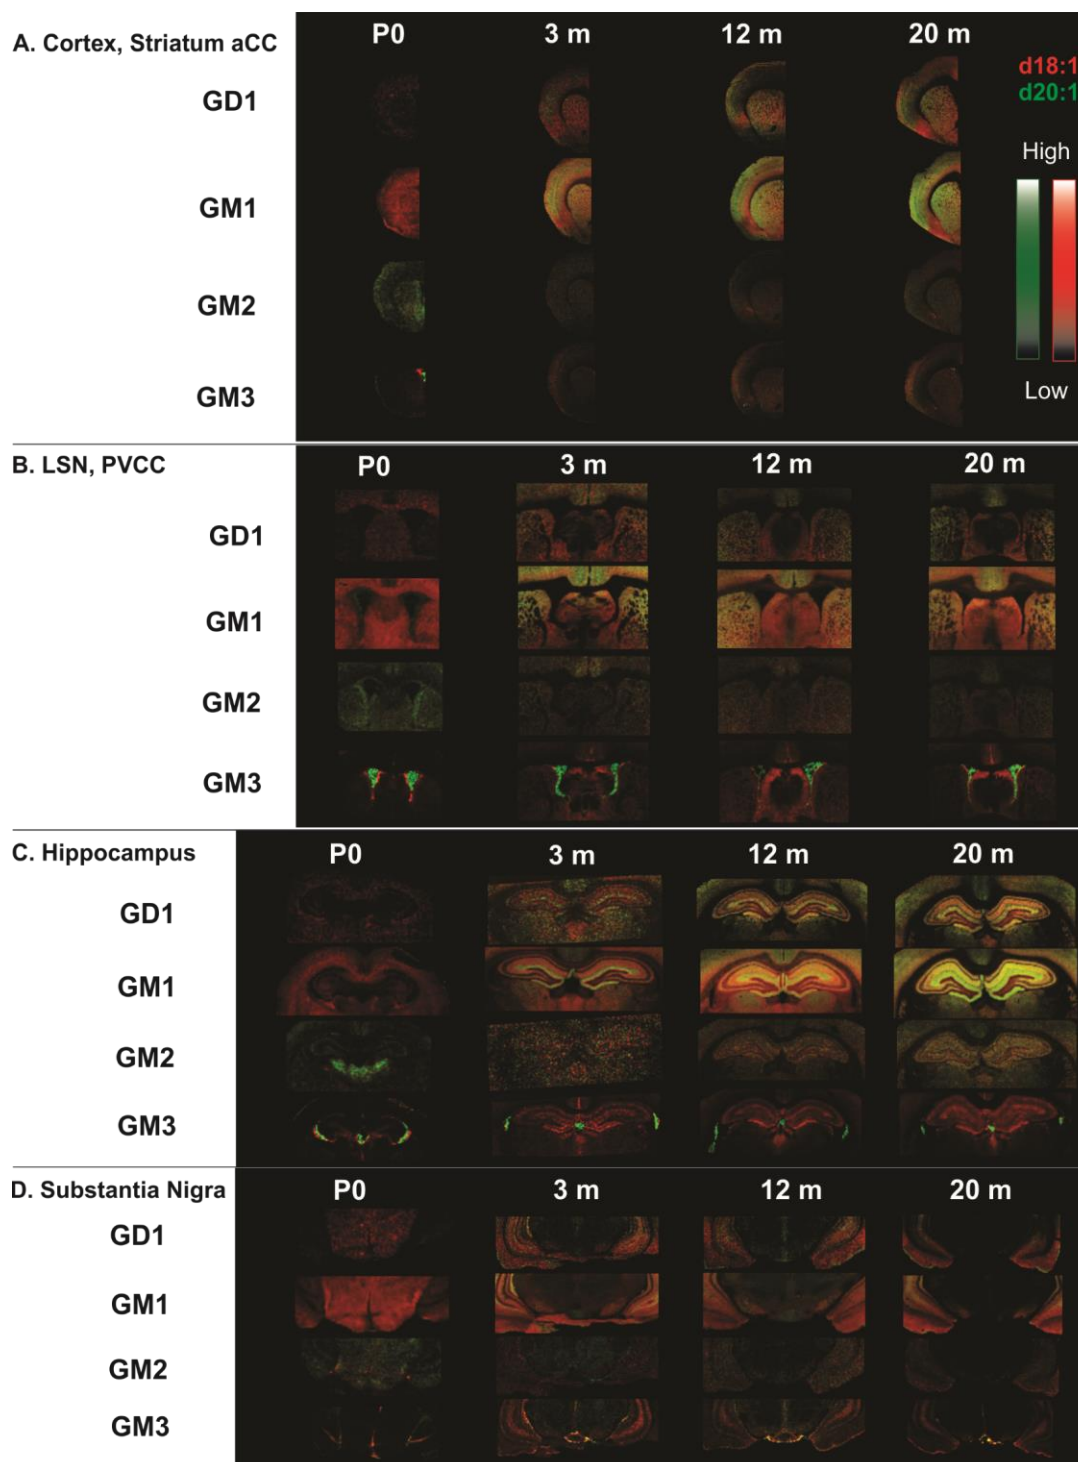 A. Cortex, Striatum aCC
P0 3 m 12 m 20 m
d18:1
d20:1
GD1
High
GM1
GM2
Low
GM3
B. LSN, PVCC
P0 3 m 12 m 20 m
GD1
GM1
GM2
GM3
C. Hippocampus
P0 3 m 12 m 20 m
GD1
GM1
GM2
GM3
D. Substantia Nigra
P0 3 m 12 m 20 m
GD1
GM1
GM2
GM3